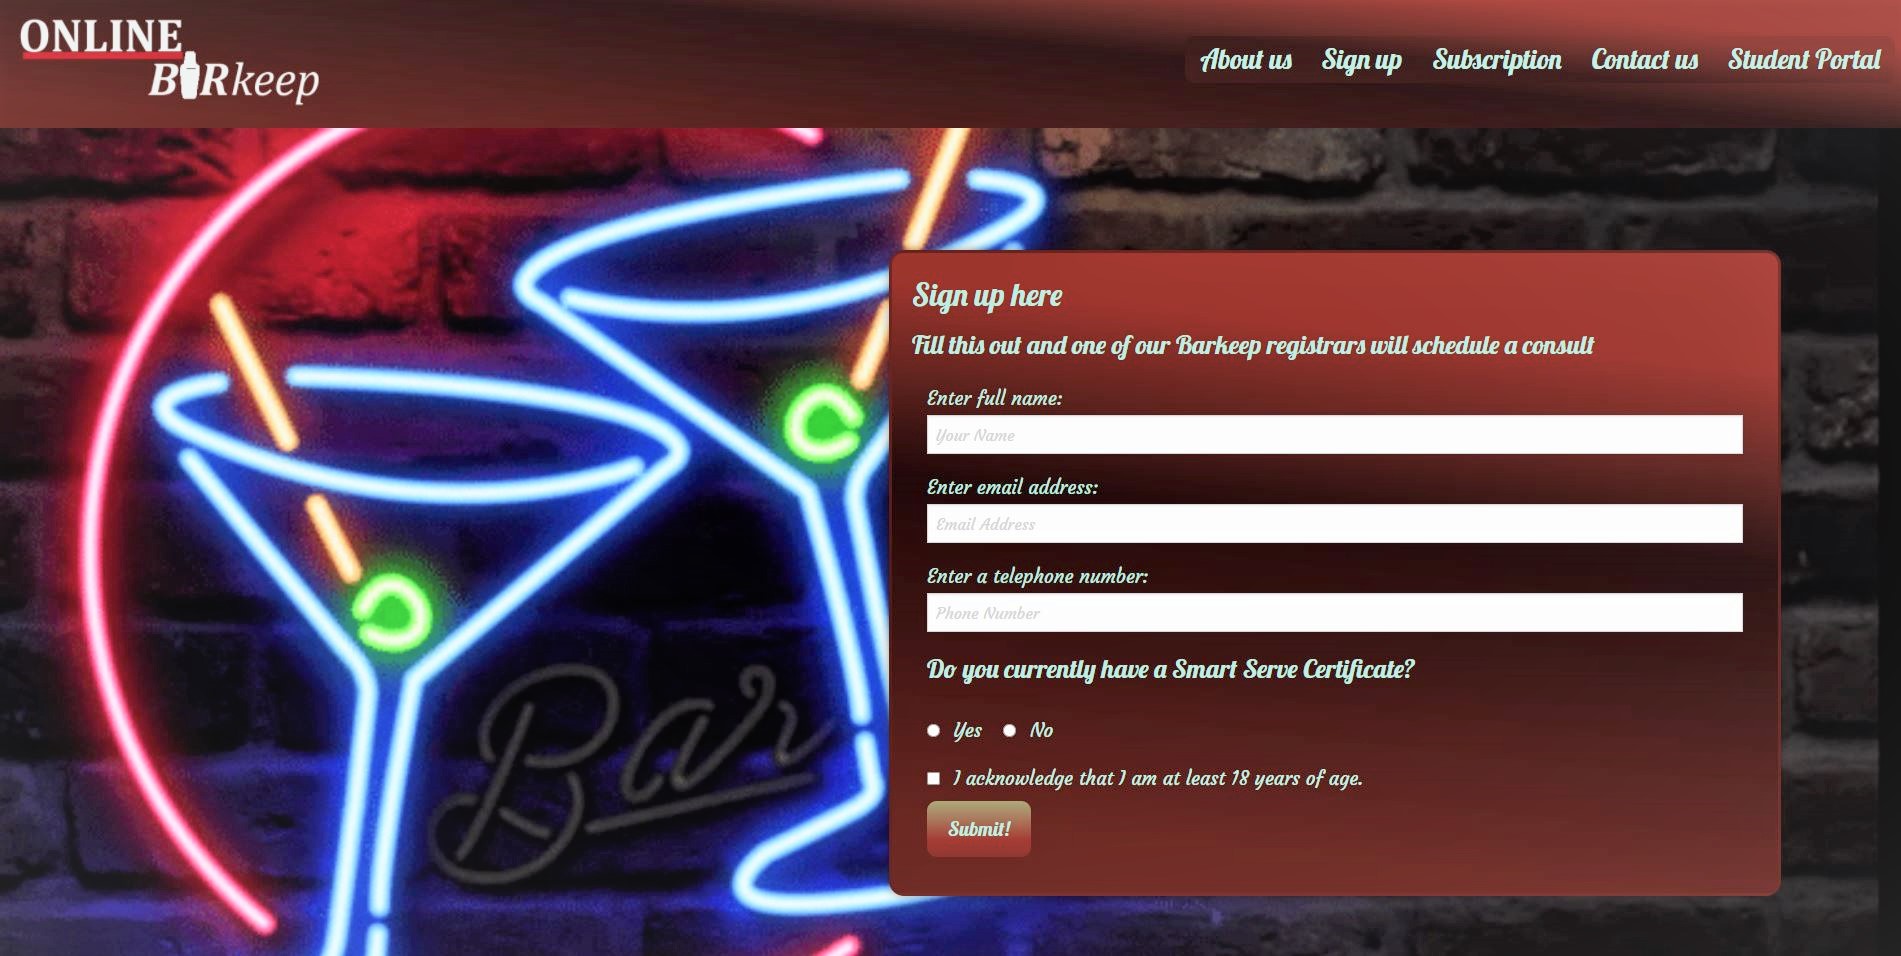 ONLINE
BARkeep
About us Sign up Subscription Contact us Student Portal
Sign up here
Fill this out and one of our Barkeep registrars will schedule a consult
Enter full name:
Your Name
Enter email address:
Email Address
Enter a telephone number:
Phone Number
Do you currently have a Smart Serve Certificate?
Yes No
I acknowledge that I am at least 18 years of age.
Submit!
Bar